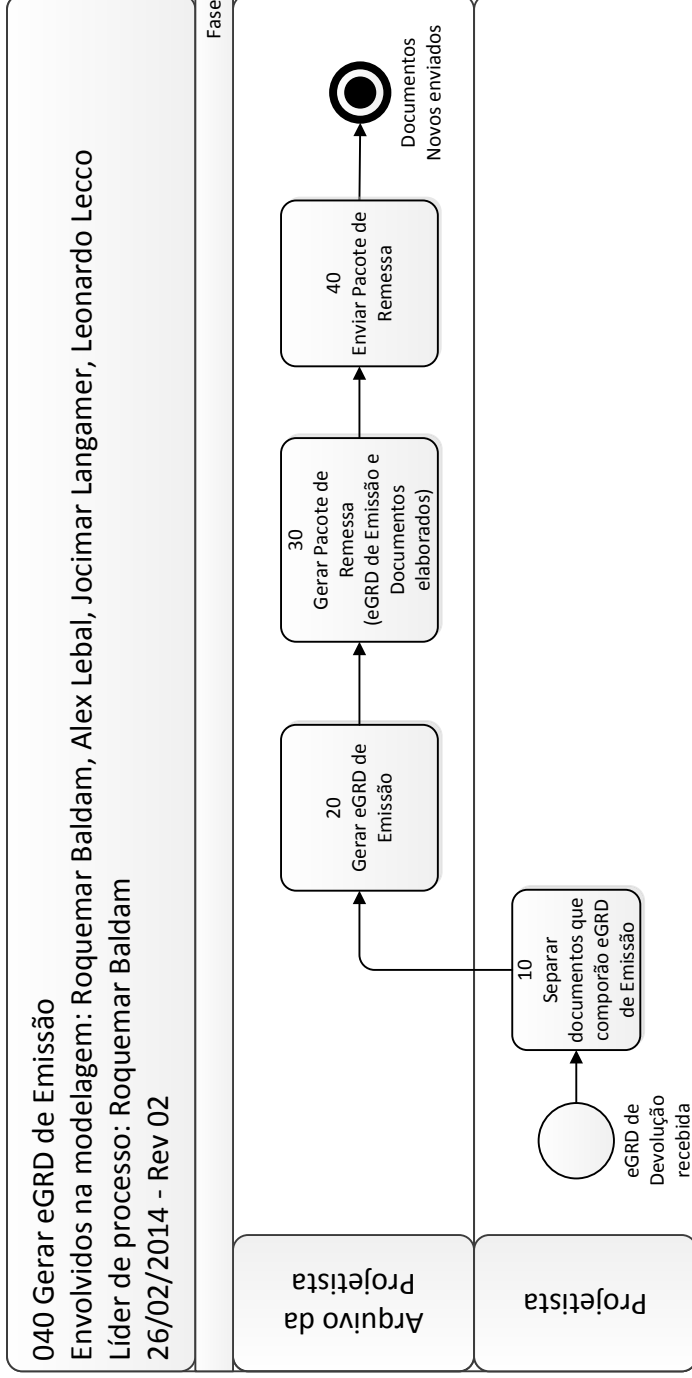 040 Gerar eGRD de Emissão
Envolvidos na modelagem: Roquemar Baldam, Alex Lebal, Jocimar Langamer, Leonardo Lecco
Líder de processo: Roquemar Baldam
26/02/2014 - Rev 02
Fase
Arquivo da
Projetista
20
Gerar eGRD de
Emissão
30
Gerar Pacote de
Remessa
(eGRD de Emissão e
Documentos
elaborados)
40
Enviar Pacote de
Remessa
Documentos
Novos enviados
Projetista
eGRD de
Devolução
recebida
10
Separar
documentos que
comporão eGRD
de Emissão